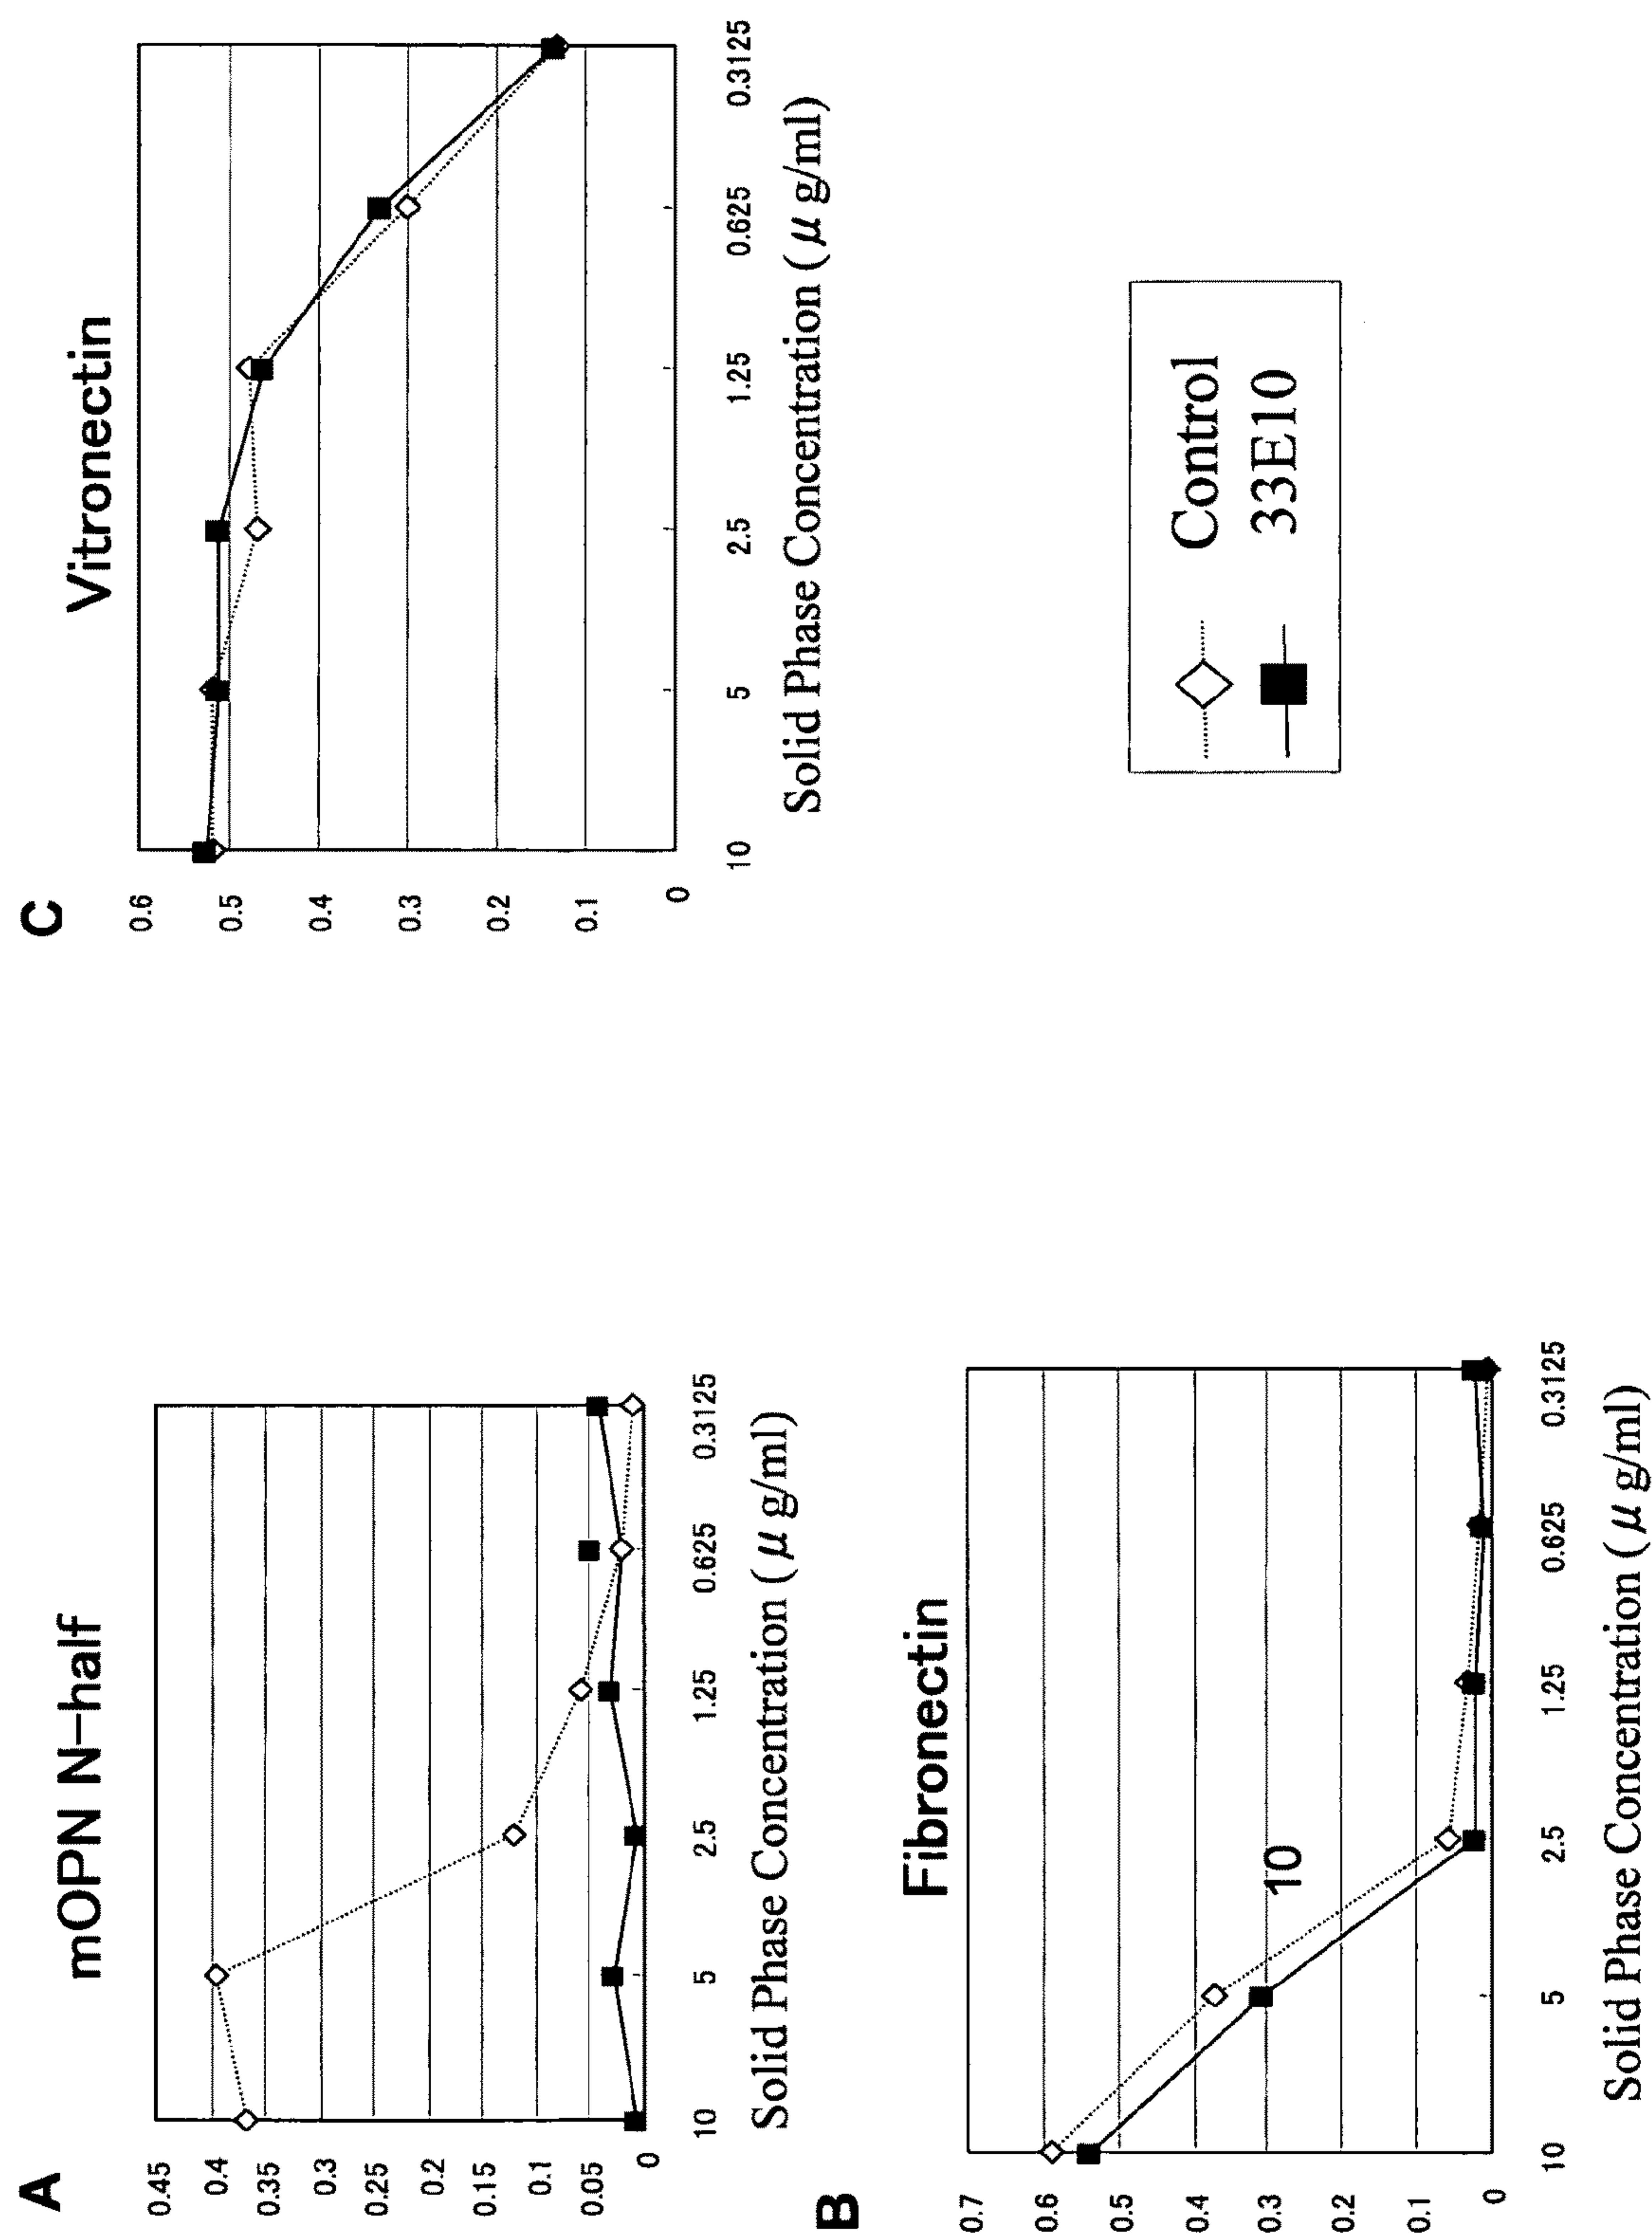 A
mOPN N-half
0.45
0.4
0.35
0.3
0.25
0.2
0.15
0.1
0.05
0
10 5 2.5 1.25 0.625 0.3125
Solid Phase Concentration ( μ g/ml)
B
Fibronectin
0.7
0.6
0.5
0.4
0.3
0.2
0.1
0
10
10 5 2.5 1.25 0.625 0.3125
Solid Phase Concentration ( μ g/ml)
C
Vitronectin
0.6
0.5
0.4
0.3
0.2
0.1
0
10 5 2.5 1.25 0.625 0.3125
Solid Phase Concentration ( μ g/ml)
Control
33E10